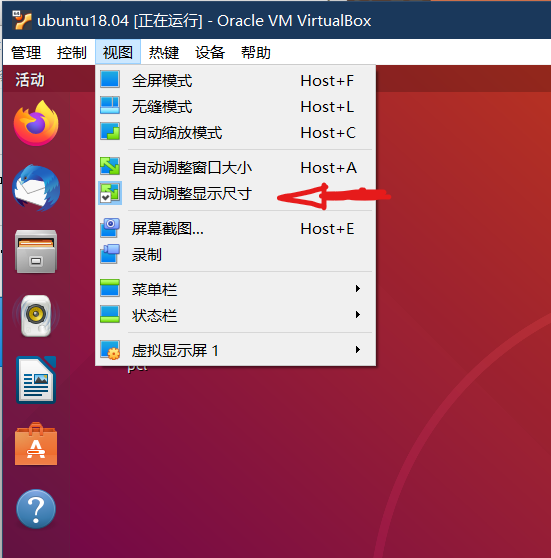 ubuntu18.04 [正在运行] - Oracle VM VirtualBox
管理 控制 视图 热键 设备 帮助
活动
全屏模式 Host+F
无缝模式 Host+L
自动缩放模式 Host+C
自动调整窗口大小 Host+A
自动调整显示尺寸
屏幕截图... Host+E
录制
菜单栏
状态栏
虚拟显示屏 1